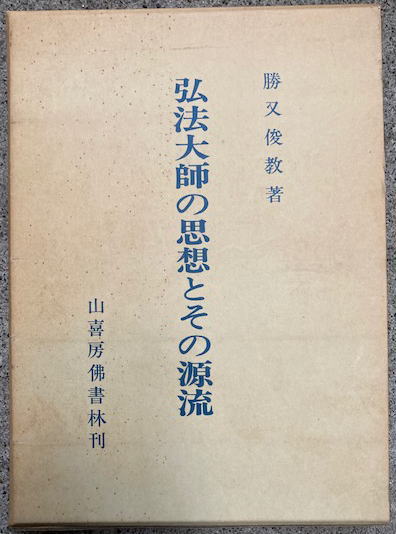 勝又俊教著
弘法大師の思想とその源流
山喜房佛書林刊